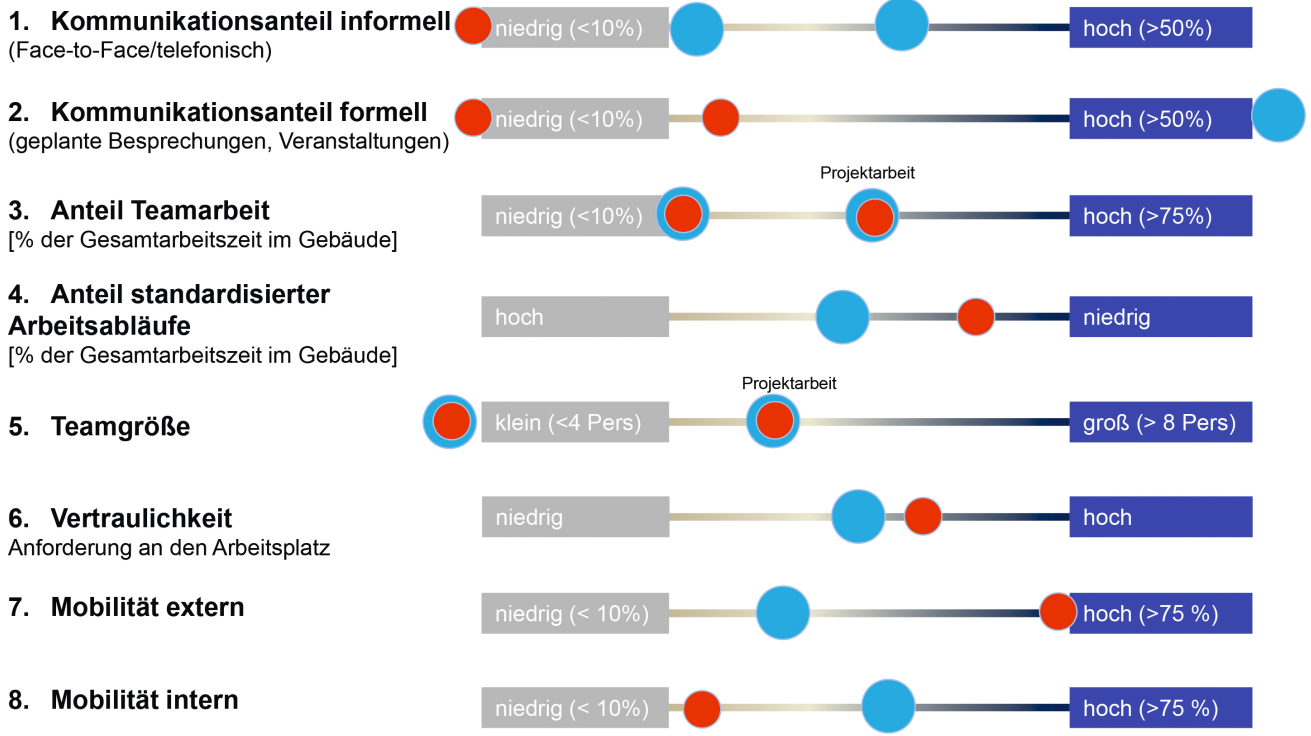 1. Kommunikationsanteil informell
(Face-to-Face/telefonisch)
niedrig (<10%)
hoch (>50%)
2. Kommunikationsanteil formell
(geplante Besprechungen, Veranstaltungen)
niedrig (<10%)
hoch (>50%)
Projektarbeit
3. Anteil Teamarbeit
[% der Gesamtarbeitszeit im Gebäude]
niedrig (<10%)
hoch (>75%)
4. Anteil standardisierter
Arbeitsabläufe
[% der Gesamtarbeitszeit im Gebäude]
hoch
niedrig
Projektarbeit
5. Teamgröße
klein (<4 Pers)
groß (> 8 Pers)
6. Vertraulichkeit
Anforderung an den Arbeitsplatz
niedrig
hoch
7. Mobilität extern
niedrig (< 10%)
hoch (>75 %)
8. Mobilität intern
niedrig (< 10%)
hoch (>75 %)